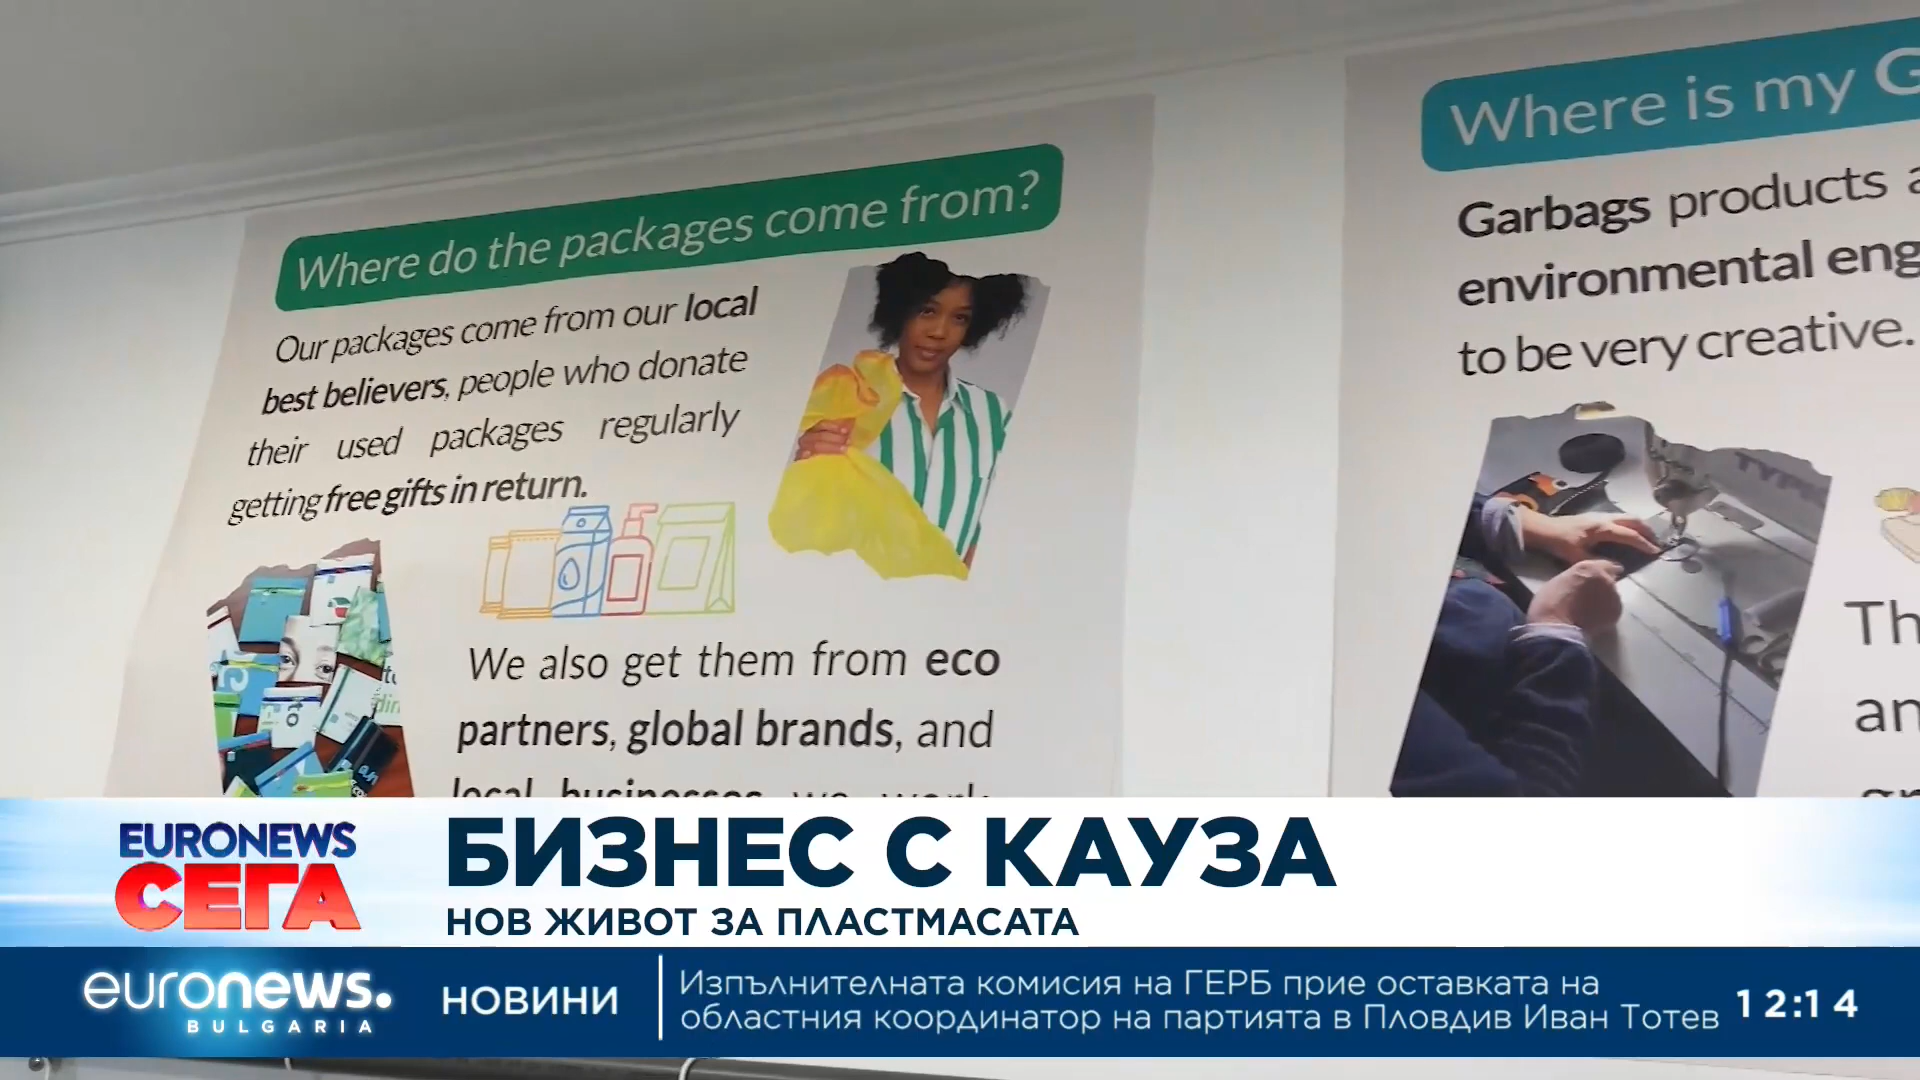 Where do the packages come from?
Our packages come from our local
best believers, people who donate
their used packages regularly
getting free gifts in return.
We also get them from eco
partners, global brands, and
local businesses we work
Where is my G
Garbags products a
environmental eng
to be very creative.
Th
an
EURONEWS
СЕГА
БИЗНЕС С КАУЗА
НОВ ЖИВОТ ЗА ПЛАСТМАСАТА
euronews.
BULGARIA
НОВИНИ
Изпълнителната комисия на ГЕРБ прие оставката на
областния координатор на партията в Пловдив Иван Тотев
12:14